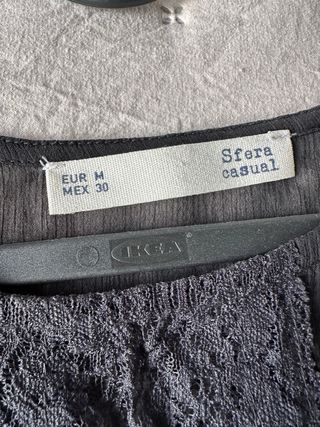 Sfera
casual
EUR M
MEX 30
IKEA